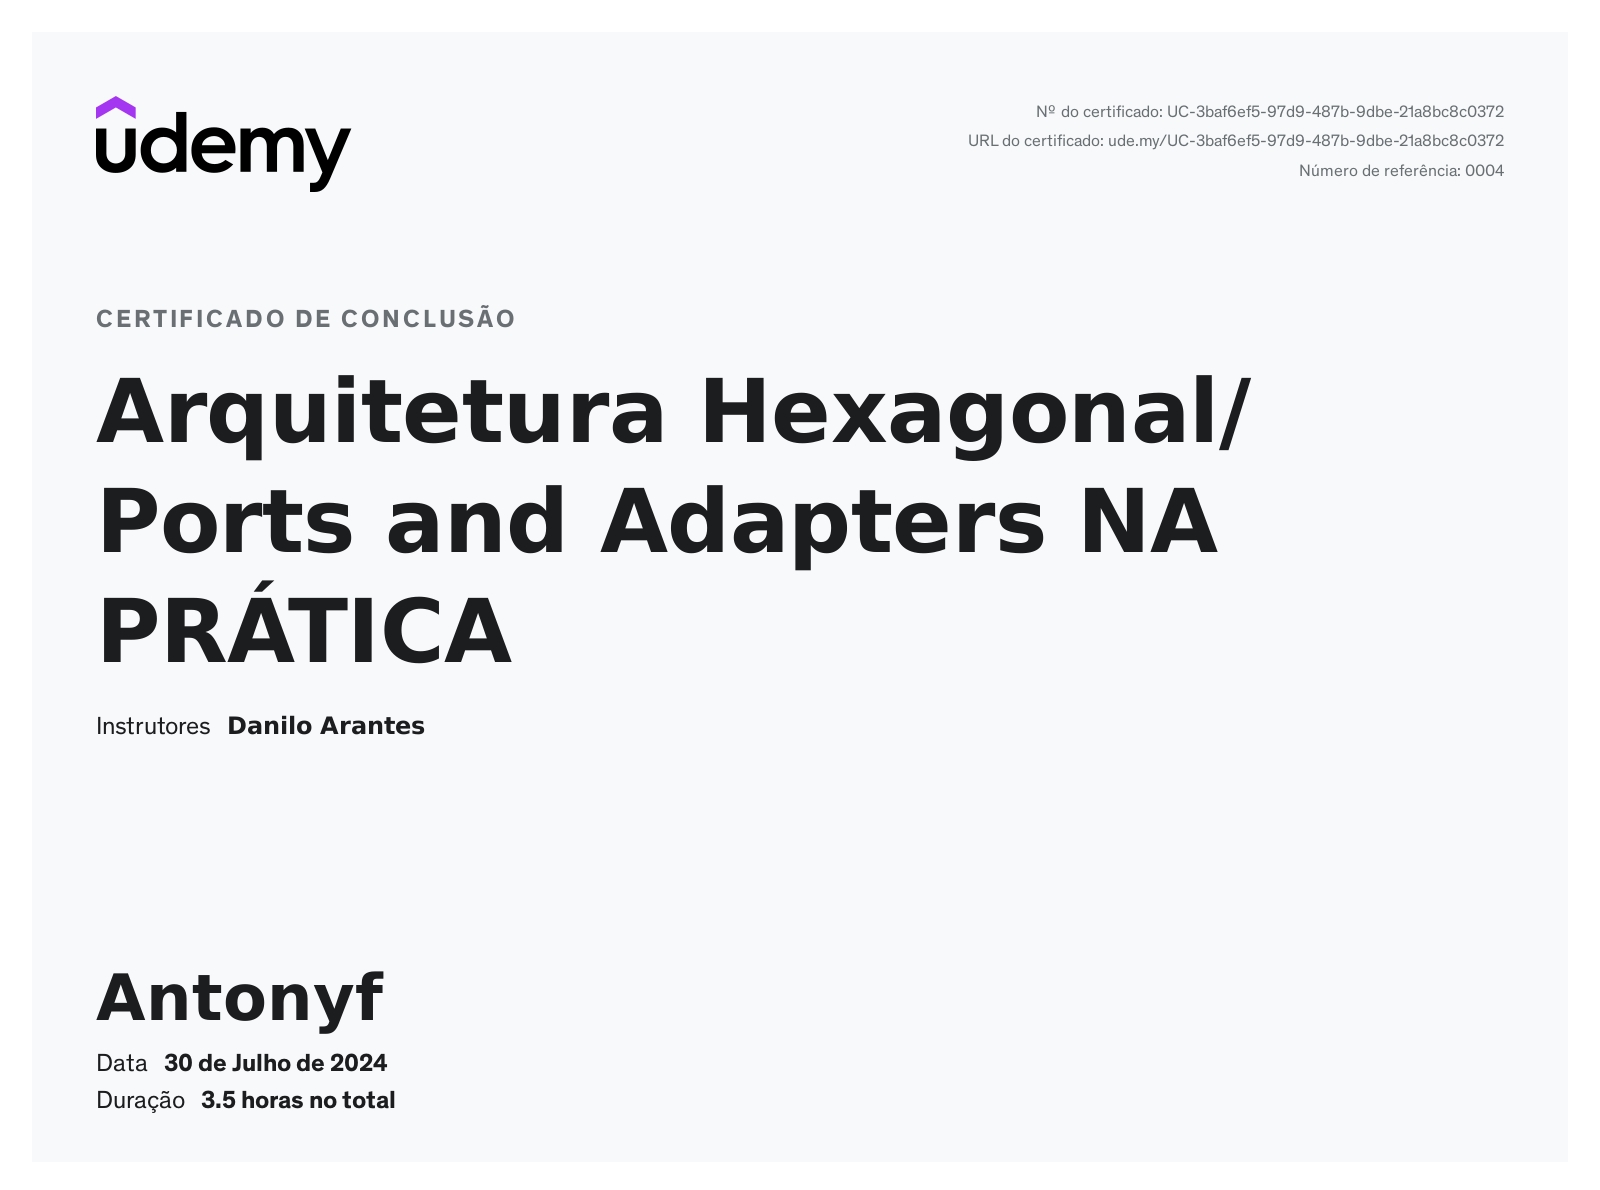 udemy
Nº do certificado: UC-3baf6ef5-97d9-487b-9dbe-21a8bc8c0372
URL do certificado: ude.my/UC-3baf6ef5-97d9-487b-9dbe-21a8bc8c0372
Número de referência: 0004
CERTIFICADO DE CONCLUSÃO
Arquitetura Hexagonal/
Ports and Adapters NA
PRÁTICA
Instrutores Danilo Arantes
Antonyf
Data 30 de Julho de 2024
Duração 3.5 horas no total